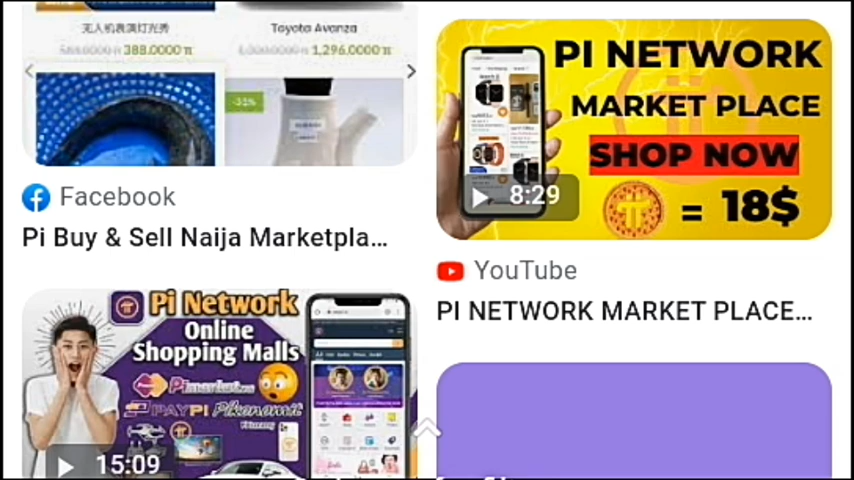 无人机表演灯光秀
Toyota Avanza
388.0000 π
1,296.0000 π
-31%
Facebook
Pi Buy & Sell Naija Marketpla...
PI NETWORK
MARKET PLACE
SHOP NOW
= 18$
8:29
YouTube
PI NETWORK MARKET PLACE...
Pi Network
Online
Shopping Malls
PAYPI Pikenomit
15:09